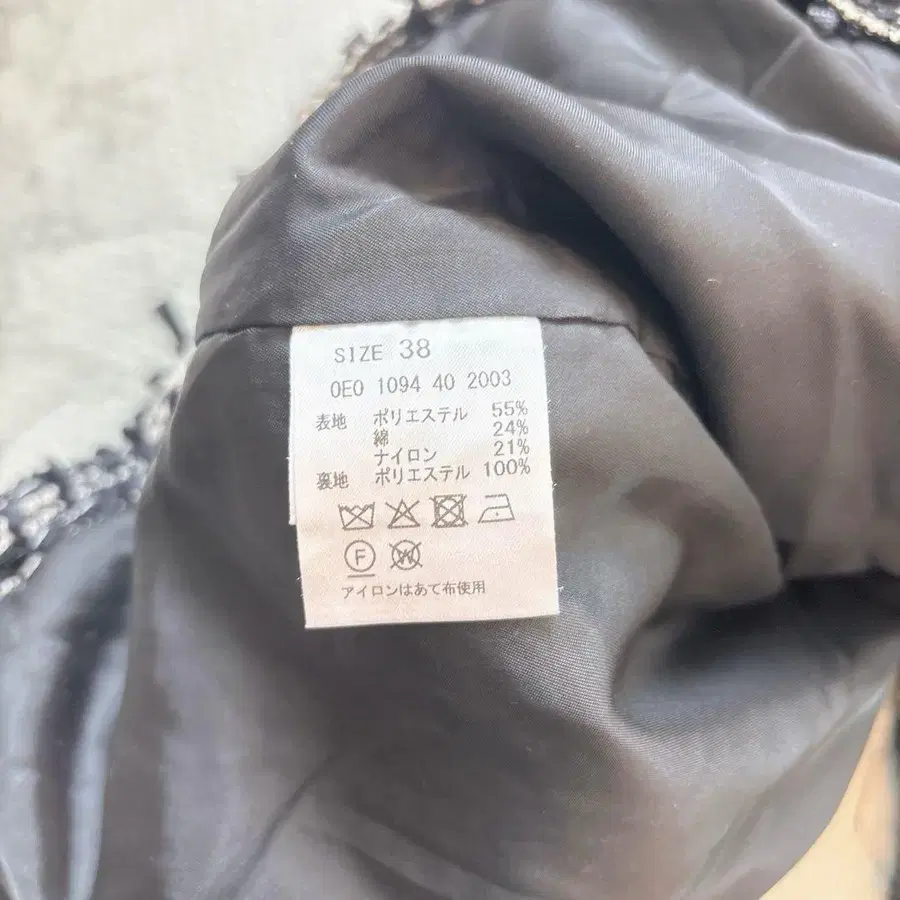 SIZE 38
0E0 1094 40 2003
表地 ポリエステル 55%
綿 24%
ナイロン 21%
裏地 ポリエステル 100%
F W
アイロンはあて布使用